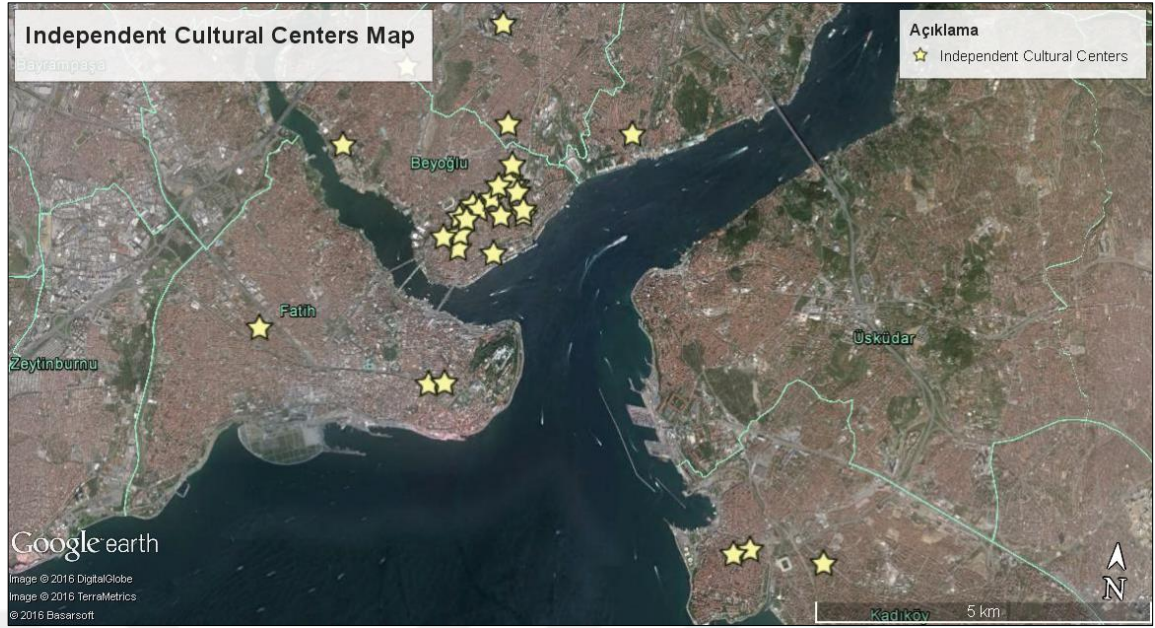 Independent Cultural Centers Map
Açıklama
Independent Cultural Centers
Bayrampaşa
Beyoğlu
Fatih
Zeytinburnu
Üsküdar
Google earth
Image © 2016 DigitalGlobe
Image © 2016 TerraMetrics
© 2016 Basarsoft
N
Kadıköy
5 km